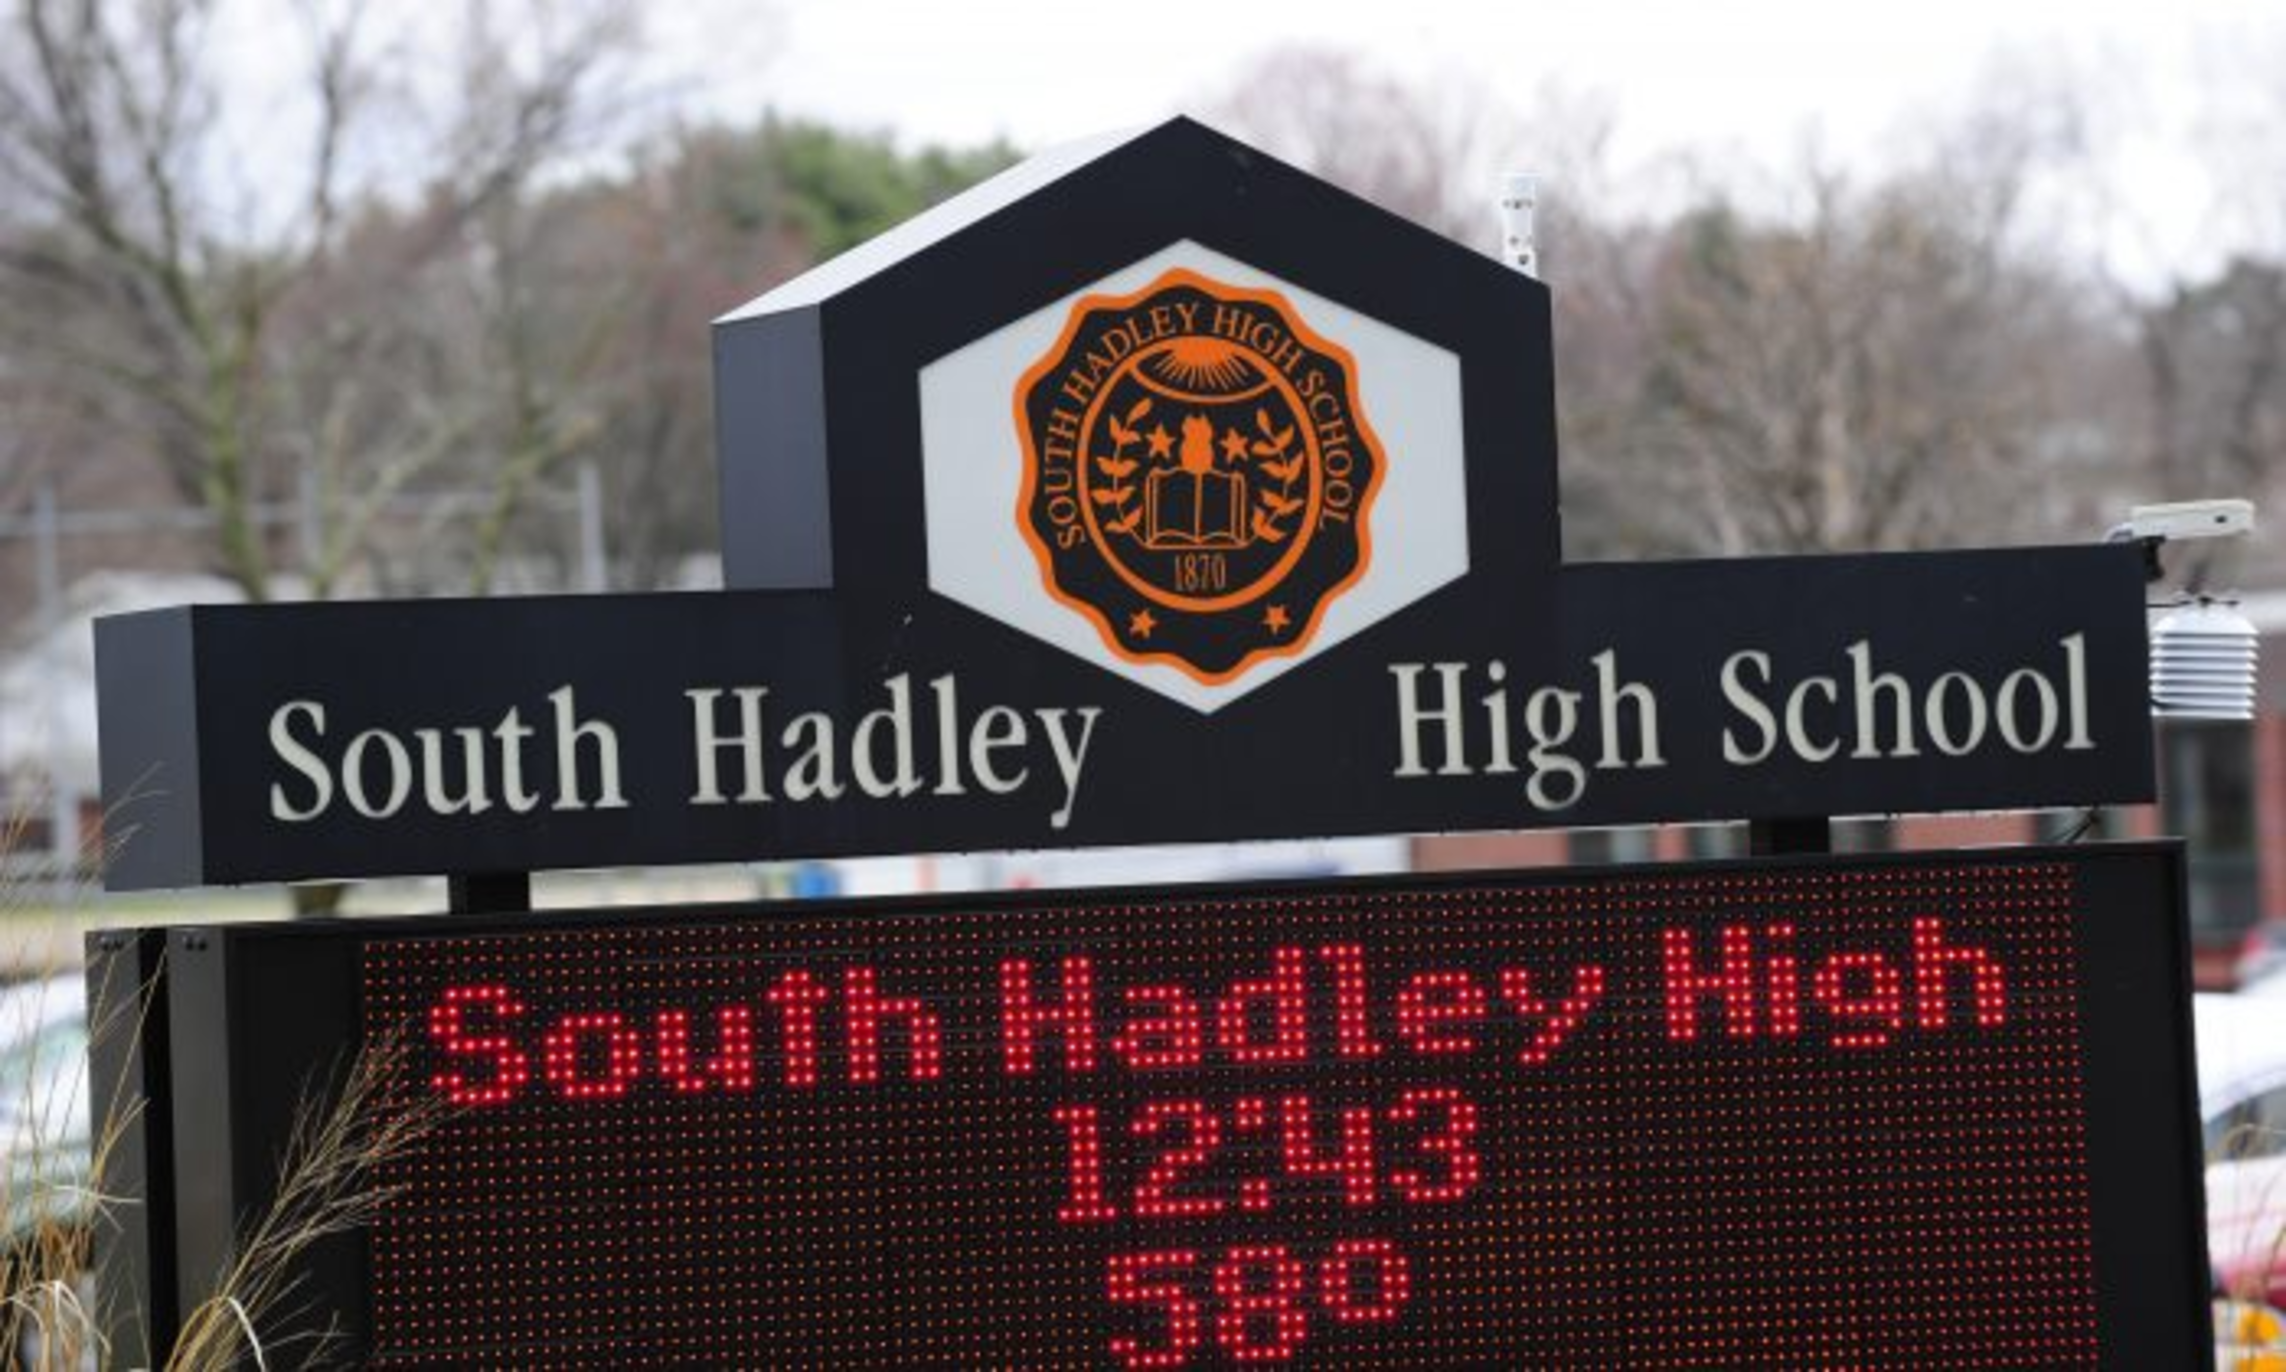 SOUTH HADLEY HIGH SCHOOL
1870
South Hadley High School
South Hadley High
12:43
58°